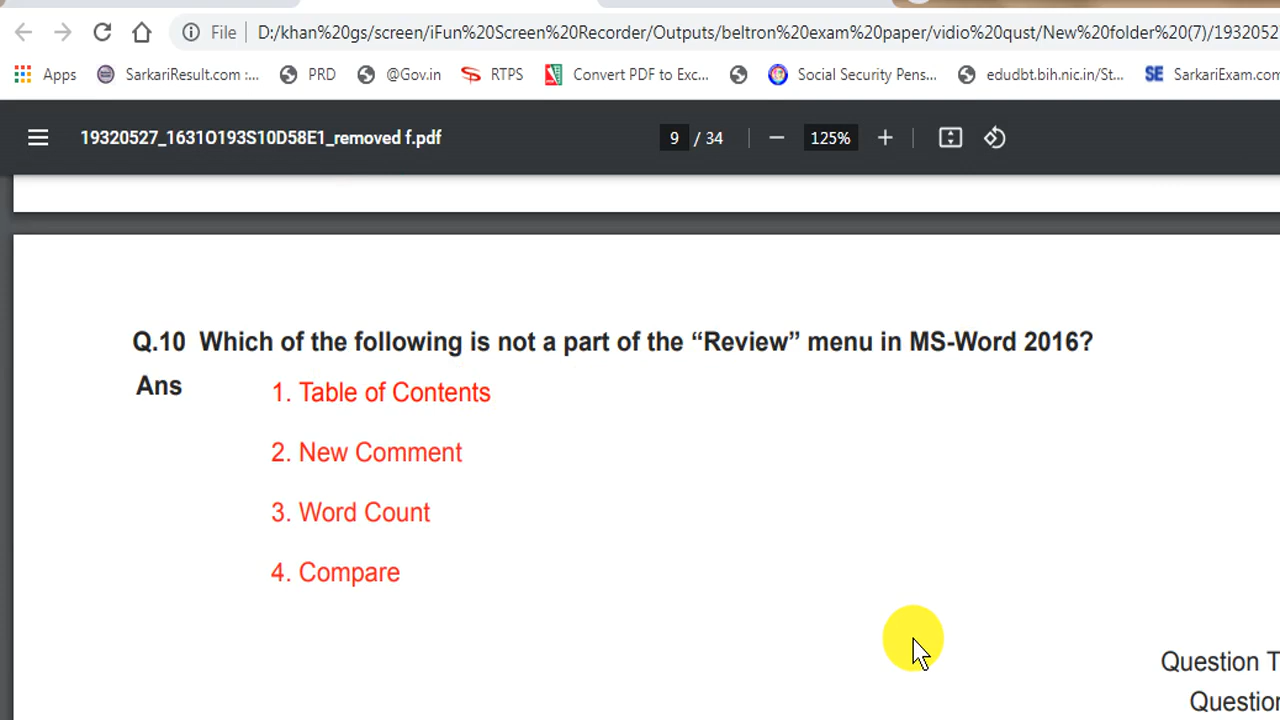 File
D:/khan%20gs/screen/iFun%20Screen%20Recorder/Outputs/beltron%20exam%20paper/vidio%20qust/New%20folder%20(7)/1932052
Apps
SarkariResult.com :...
PRD
@Gov.in
RTPS
Convert PDF to Exc...
Social Security Pens...
edudbt.bih.nic.in/St...
SE
SarkariExam.com
19320527_1631O193S10D58E1_removed f.pdf
9 / 34
125%
Q.10 Which of the following is not a part of the “Review” menu in MS-Word 2016?
Ans
1. Table of Contents
2. New Comment
3. Word Count
4. Compare
Question T
Question